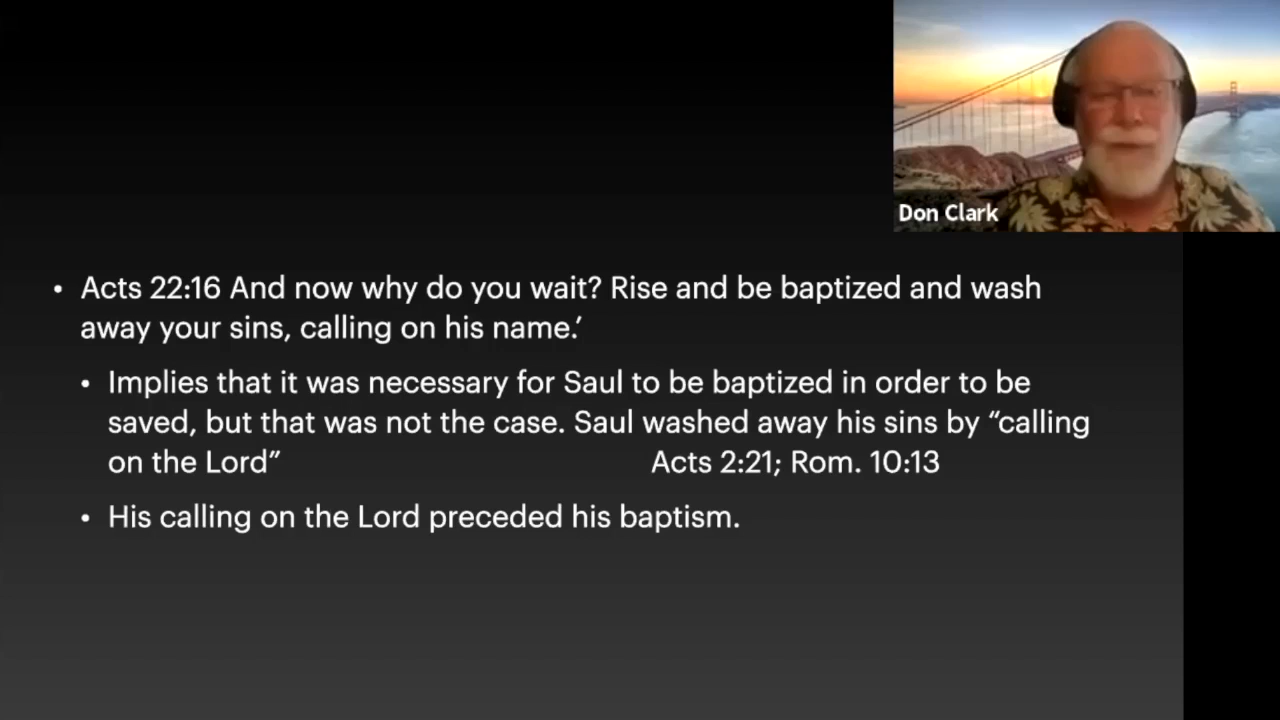 Don Clark
• Acts 22:16 And now why do you wait? Rise and be baptized and wash
away your sins, calling on his name.’
• Implies that it was necessary for Saul to be baptized in order to be
saved, but that was not the case. Saul washed away his sins by “calling
on the Lord” Acts 2:21; Rom. 10:13
• His calling on the Lord preceded his baptism.